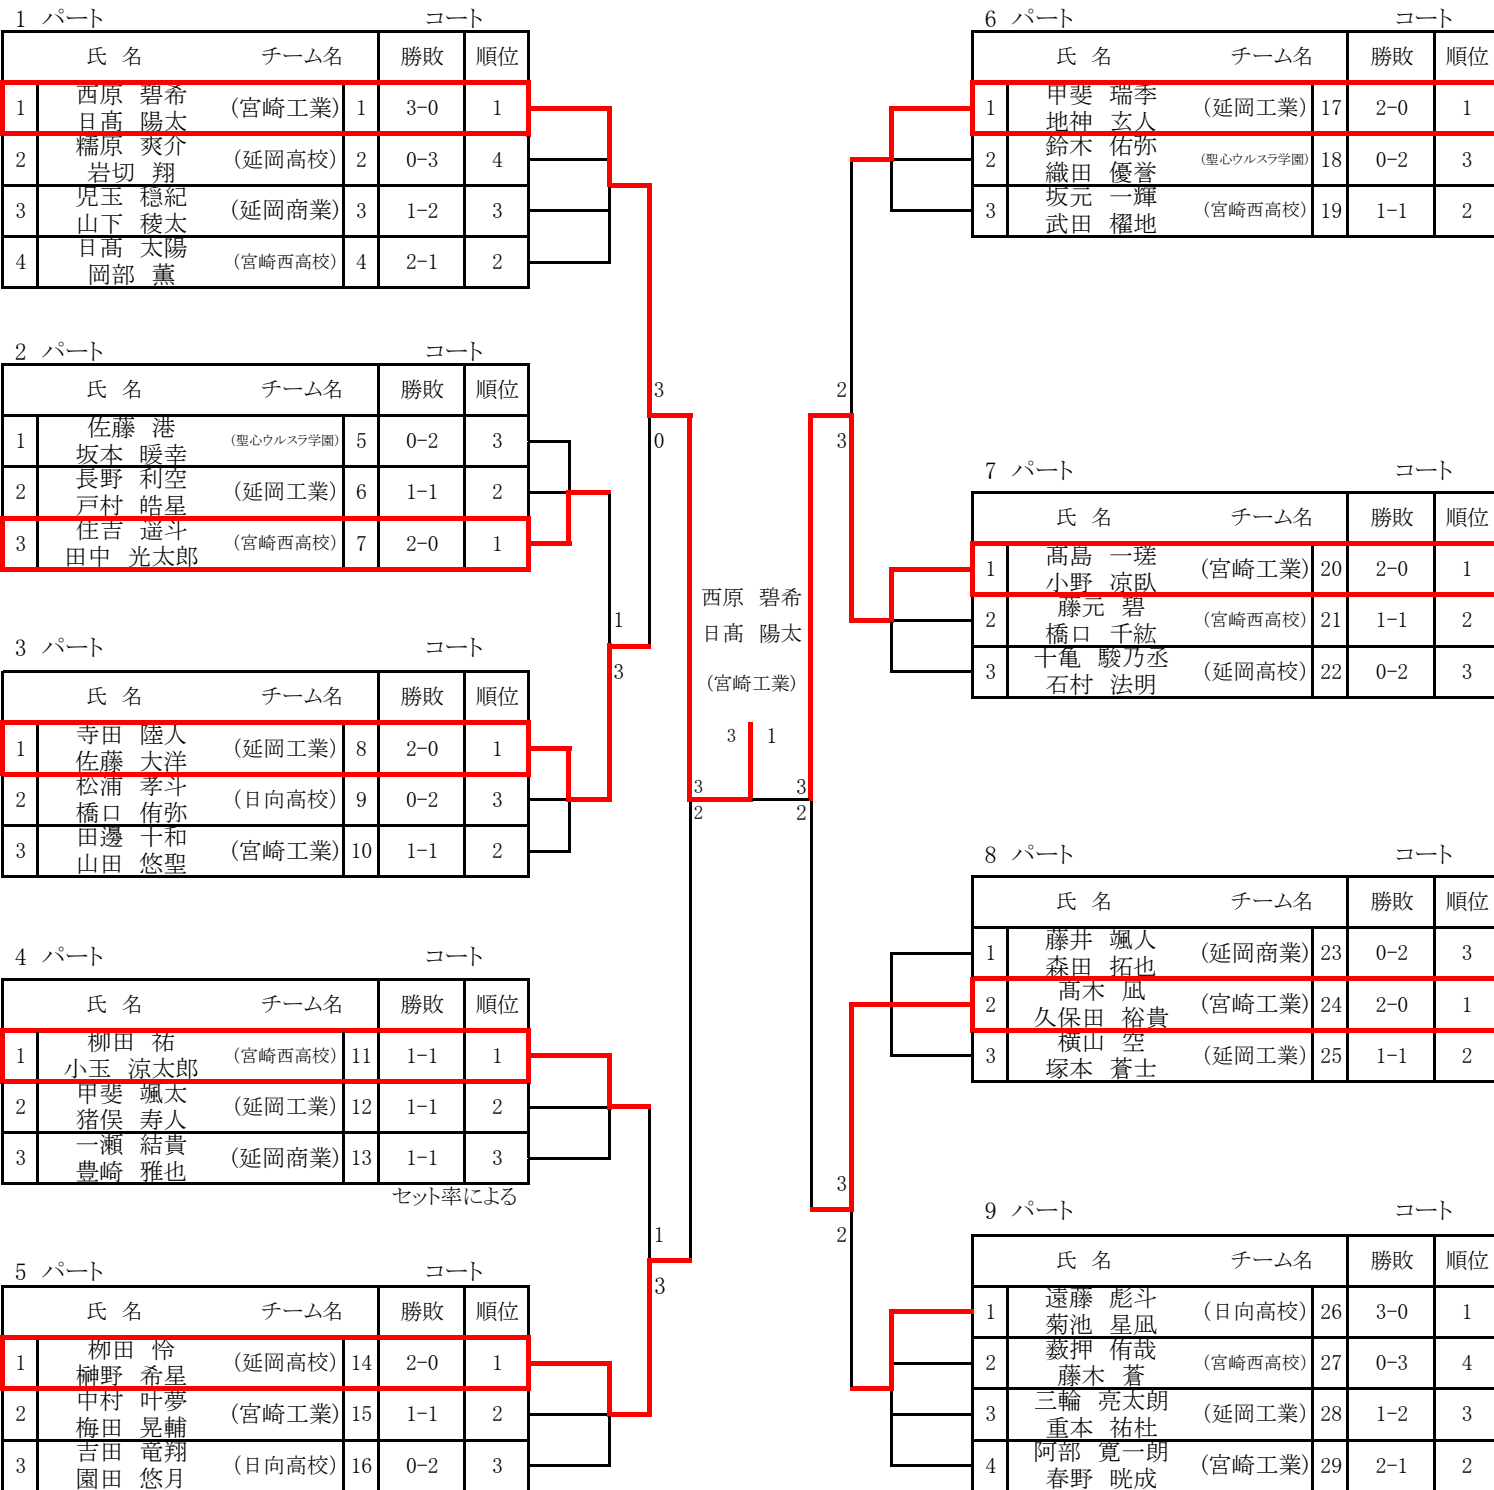 1 パート コート
氏 名 チーム名 勝敗 順位
1 西原 碧希 (宮崎工業) 1 3-0 1
日髙 陽太
2 糯原 爽介 (延岡高校) 2 0-3 4
岩切 翔
3 児玉 穏紀 (延岡商業) 3 1-2 3
山下 稜太
4 日髙 太陽 (宮崎西高校) 4 2-1 2
岡部 薫
2 パート コート
氏 名 チーム名 勝敗 順位
1 佐藤 港 (聖心ウルスラ学園) 5 0-2 3
坂本 暖幸
2 長野 利空 (延岡工業) 6 1-1 2
戸村 皓星
3 住吉 遥斗 (宮崎西高校) 7 2-0 1
田中 光太郎
3 パート コート
氏 名 チーム名 勝敗 順位
1 寺田 陸人 (延岡工業) 8 2-0 1
佐藤 大洋
2 松浦 孝斗 (日向高校) 9 0-2 3
橋口 侑弥
3 田邊 十和 (宮崎工業) 10 1-1 2
山田 悠聖
4 パート コート
氏 名 チーム名 勝敗 順位
1 柳田 祐 (宮崎西高校) 11 1-1 1
小玉 涼太郎
2 甲斐 颯太 (延岡工業) 12 1-1 2
猪俣 寿人
3 一瀬 結貴 (延岡商業) 13 1-1 3
豊崎 雅也
セット率による
5 パート コート
氏 名 チーム名 勝敗 順位
1 栁田 怜 (延岡高校) 14 2-0 1
榊野 希星
2 中村 叶夢 (宮崎工業) 15 1-1 2
梅田 晃輔
3 吉田 竜翔 (日向高校) 16 0-2 3
園田 悠月
3
0
1
3
1
3
3
2
西原 碧希
日髙 陽太
(宮崎工業)
3 1
3
2
2
3
3
2
6 パート コート
氏 名 チーム名 勝敗 順位
1 甲斐 瑞季 (延岡工業) 17 2-0 1
地神 玄人
2 鈴木 佑弥 (聖心ウルスラ学園) 18 0-2 3
織田 優誉
3 坂元 一輝 (宮崎西高校) 19 1-1 2
武田 櫂地
7 パート コート
氏 名 チーム名 勝敗 順位
1 髙島 一瑳 (宮崎工業) 20 2-0 1
小野 凉臥
2 藤元 碧 (宮崎西高校) 21 1-1 2
橋口 千紘
3 十亀 駿乃丞 (延岡高校) 22 0-2 3
石村 法明
8 パート コート
氏 名 チーム名 勝敗 順位
1 藤井 颯人 (延岡商業) 23 0-2 3
森田 拓也
2 髙木 凪 (宮崎工業) 24 2-0 1
久保田 裕貴
3 横山 空 (延岡工業) 25 1-1 2
塚本 蒼士
9 パート コート
氏 名 チーム名 勝敗 順位
1 遠藤 彪斗 (日向高校) 26 3-0 1
菊池 星凪
2 薮押 侑哉 (宮崎西高校) 27 0-3 4
藤木 蒼
3 三輪 亮太朗 (延岡工業) 28 1-2 3
重本 祐杜
4 阿部 寛一朗 (宮崎工業) 29 2-1 2
春野 晄成